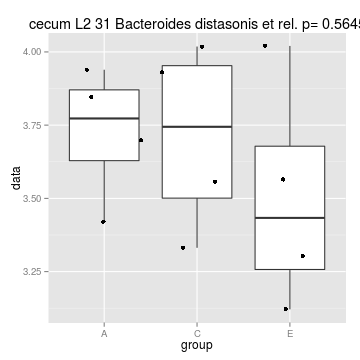 cecum L2 31 Bacteroides distasonis et rel. p= 0.5645
4.00
3.75
3.50
3.25
data
A
C
E
group